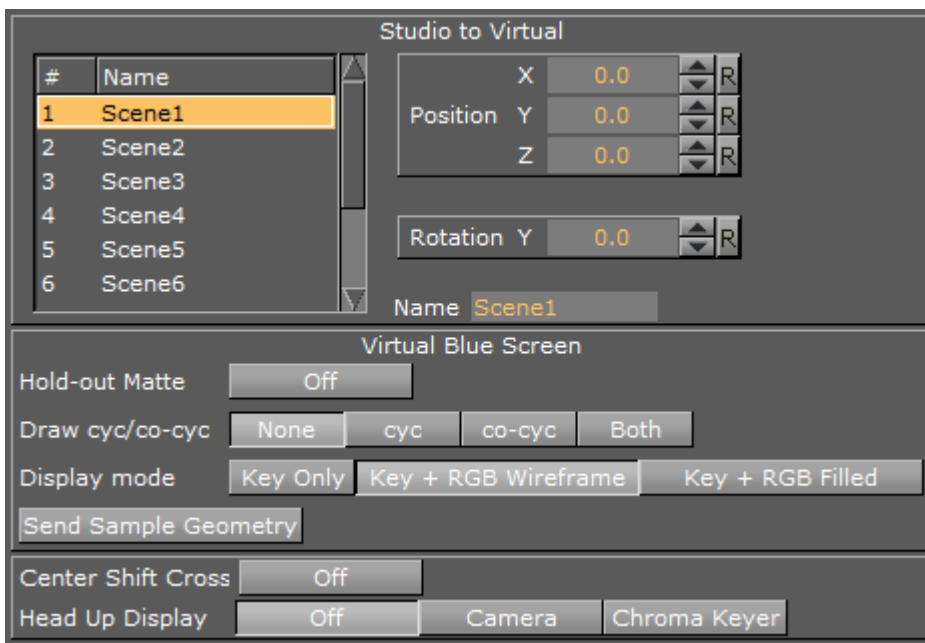 Studio to Virtual
# Name
1 Scene1
2 Scene2
3 Scene3
4 Scene4
5 Scene5
6 Scene6
X 0.0 R
Position Y 0.0 R
Z 0.0 R
Rotation Y 0.0 R
Name Scene1
Virtual Blue Screen
Hold-out Matte Off
Draw cyc/co-cyc None cyc co-cyc Both
Display mode Key Only Key + RGB Wireframe Key + RGB Filled
Send Sample Geometry
Center Shift Cross Off
Head Up Display Off Camera Chroma Keyer